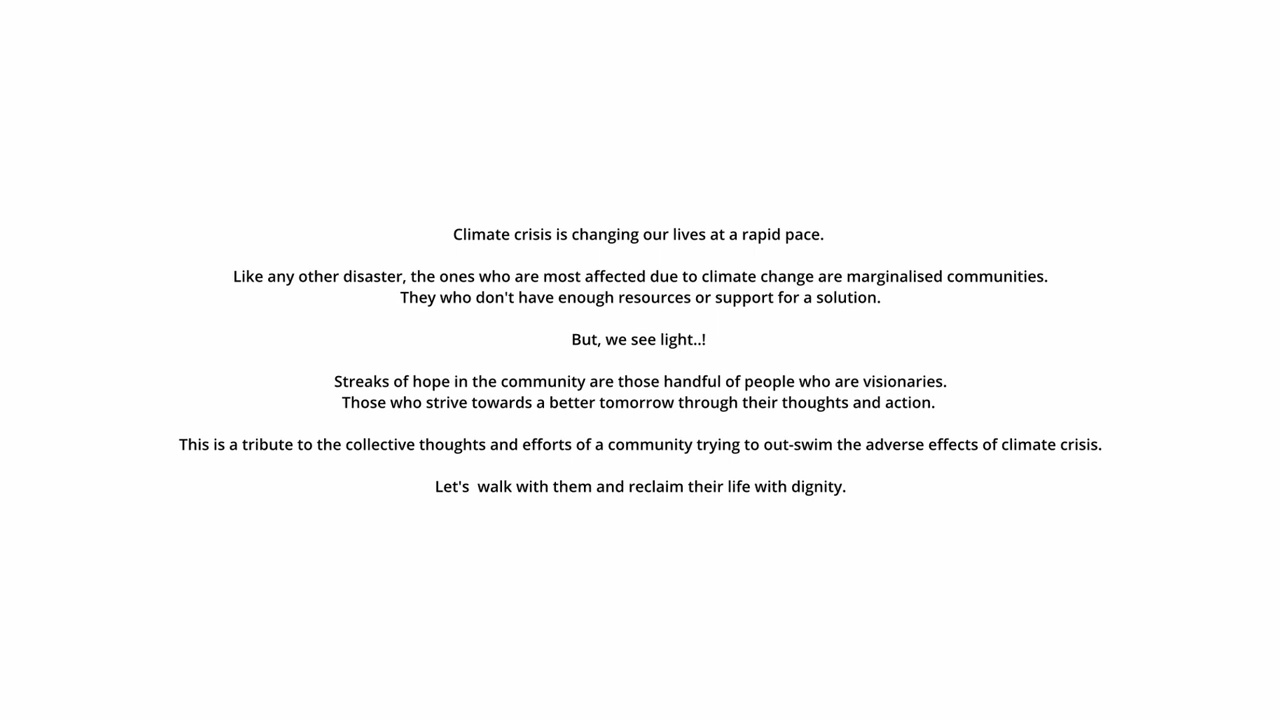 Climate crisis is changing our lives at a rapid pace.
Like any other disaster, the ones who are most affected due to climate change are marginalised communities.
They who don't have enough resources or support for a solution.
But, we see light..!
Streaks of hope in the community are those handful of people who are visionaries.
Those who strive towards a better tomorrow through their thoughts and action.
This is a tribute to the collective thoughts and efforts of a community trying to out-swim the adverse effects of climate crisis.
Let's  walk with them and reclaim their life with dignity.